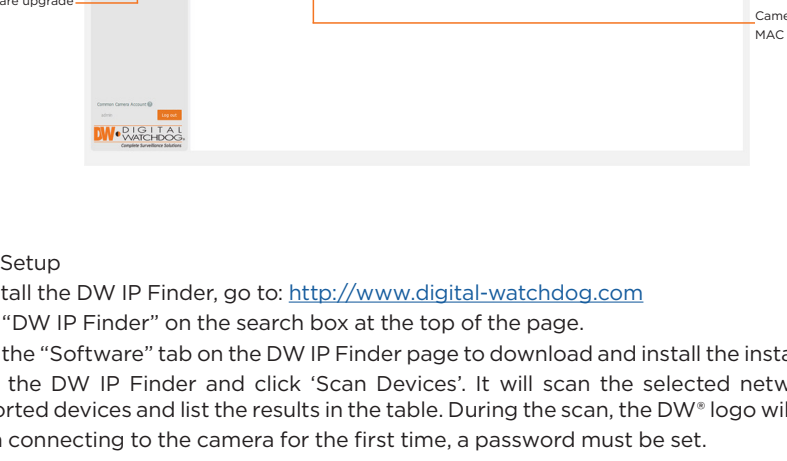 are upgrade
Came
MAC
Common Camera Account
admin
Log out
DW DIGITAL
WATCHDOG®
Complete Surveillance Solutions
Setup
tall the DW IP Finder, go to: http://www.digital-watchdog.com
“DW IP Finder” on the search box at the top of the page.
the “Software” tab on the DW IP Finder page to download and install the insta
the DW IP Finder and click ‘Scan Devices’. It will scan the selected netw
orted devices and list the results in the table. During the scan, the DW® logo wil
connecting to the camera for the first time, a password must be set.